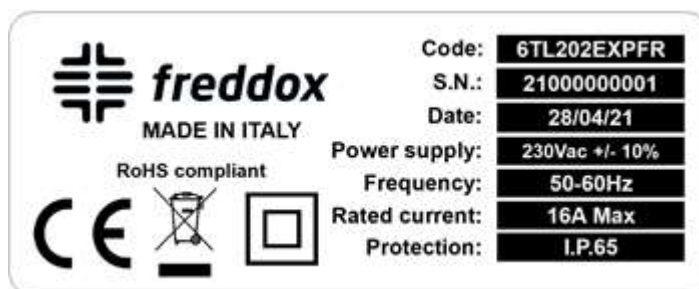 freddox
MADE IN ITALY
RoHS compliant
CE
Code: 6TL202EXPFR
S.N.: 21000000001
Date: 28/04/21
Power supply: 230Vac +/- 10%
Frequency: 50-60Hz
Rated current: 16A Max
Protection: I.P.65